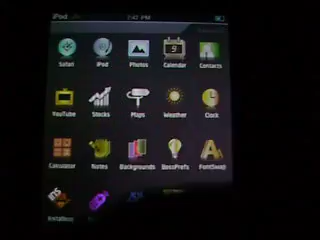 iPod 2:42 PM
Safari iPod Photos Calendar Contacts
YouTube Stocks Maps Weather Clock
Calculator Notes Backgrounds BossPrefs FontSwap
Installous